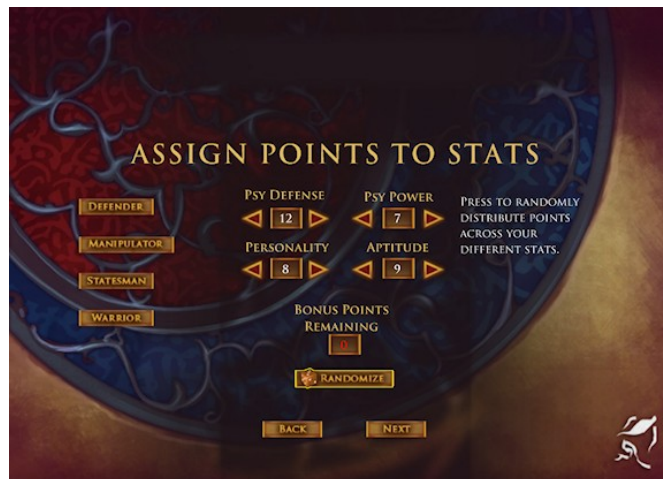 ASSIGN POINTS TO STATS
DEFENDER
MANIPULATOR
STATESMAN
WARRIOR
PSY DEFENSE
12
PSY POWER
7
PERSONALITY
8
APTITUDE
9
PRESS TO RANDOMLY
DISTRIBUTE POINTS
ACROSS YOUR
DIFFERENT STATS.
BONUS POINTS
REMAINING
0
RANDOMIZE
BACK
NEXT